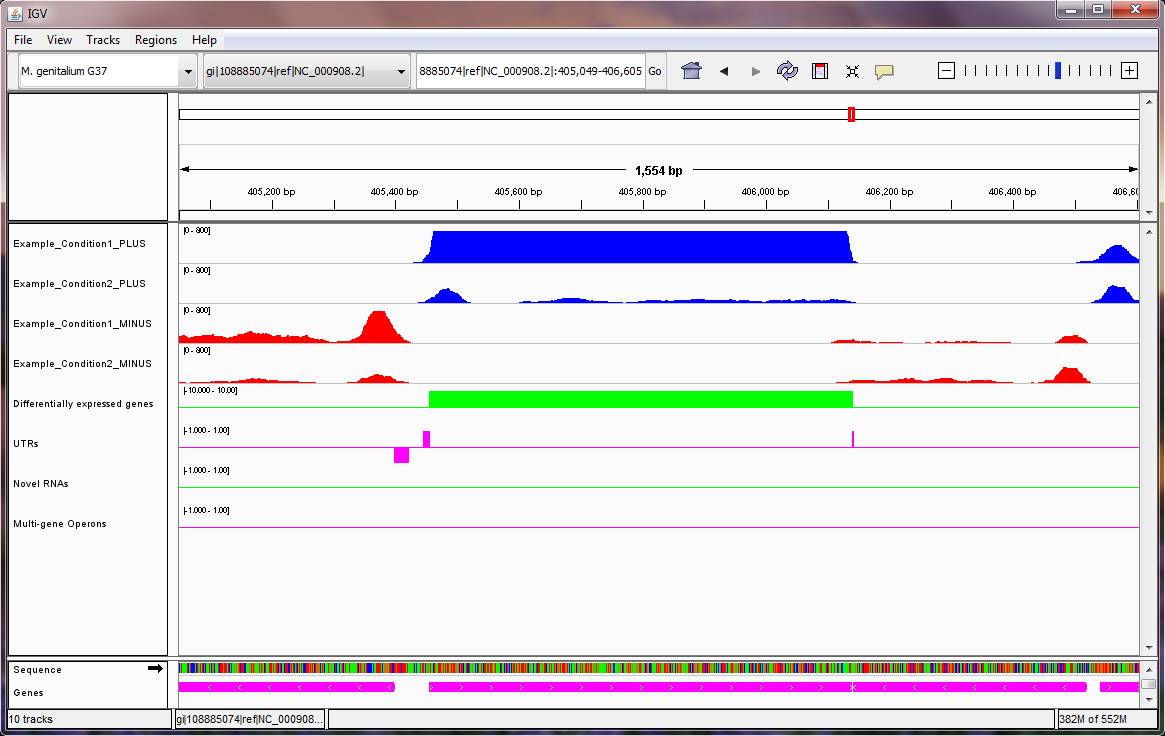 IGV
File View Tracks Regions Help
M. genitalium G37 gi|108885074|ref|NC_000908.2| 8885074|ref|NC_000908.2|:405,049-406,605 Go
1,554 bp
405,200 bp 405,400 bp 405,600 bp 405,800 bp 406,000 bp 406,200 bp 406,400 bp 406,60
[0 - 800]
Example_Condition1_PLUS
[0 - 800]
Example_Condition2_PLUS
[0 - 800]
Example_Condition1_MINUS
[0 - 800]
Example_Condition2_MINUS
[-10.000 - 10.00]
Differentially expressed genes
[-1.000 - 1.00]
UTRs
[-1.000 - 1.00]
Novel RNAs
[-1.000 - 1.00]
Multi-gene Operons
Sequence
Genes
10 tracks gi|108885074|ref|NC_000908... 382M of 552M